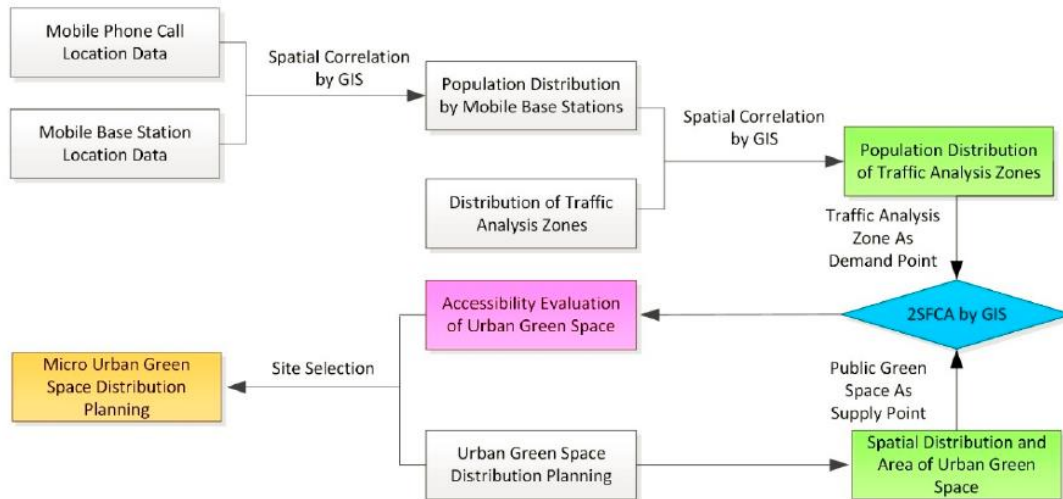 Mobile Phone Call
Location Data
Spatial Correlation
by GIS
Mobile Base Station
Location Data
Population Distribution
by Mobile Base Stations
Spatial Correlation
by GIS
Distribution of Traffic
Analysis Zones
Population Distribution
of Traffic Analysis Zones
Traffic Analysis
Zone As
Demand Point
Accessibility Evaluation
of Urban Green Space
2SFCA by GIS
Micro Urban Green
Space Distribution
Planning
Site Selection
Public Green
Space As
Supply Point
Urban Green Space
Distribution Planning
Spatial Distribution and
Area of Urban Green
Space